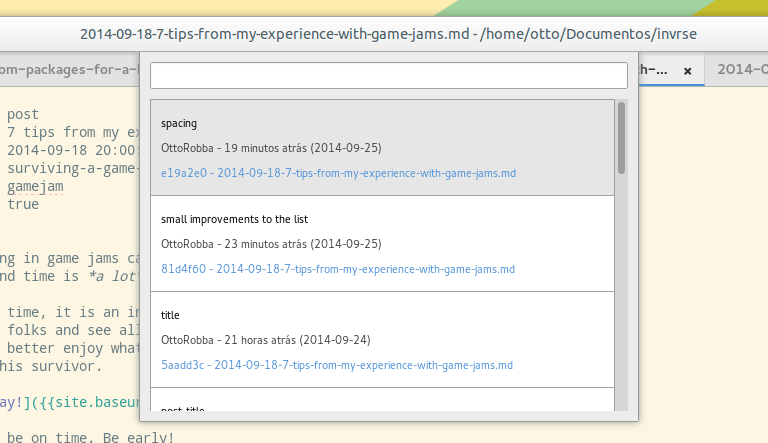 2014-09-18-7-tips-from-my-experience-with-game-jams.md - /home/otto/Documentos/invrse
om-packages-for-a-
h-... × 2014-0
post
7 tips from my ex
2014-09-18 20:00:
surviving-a-game-
gamejam
true
ng in game jams ca
nd time is *a lot*
time, it is an in
folks and see all
better enjoy what
his survivor.
ay!]({{site.baseur
be on time. Be early!
spacing
OttoRobba - 19 minutos atrás (2014-09-25)
e19a2e0 - 2014-09-18-7-tips-from-my-experience-with-game-jams.md
small improvements to the list
OttoRobba - 23 minutos atrás (2014-09-25)
81d4f60 - 2014-09-18-7-tips-from-my-experience-with-game-jams.md
title
OttoRobba - 21 horas atrás (2014-09-24)
5aadd3c - 2014-09-18-7-tips-from-my-experience-with-game-jams.md
post title